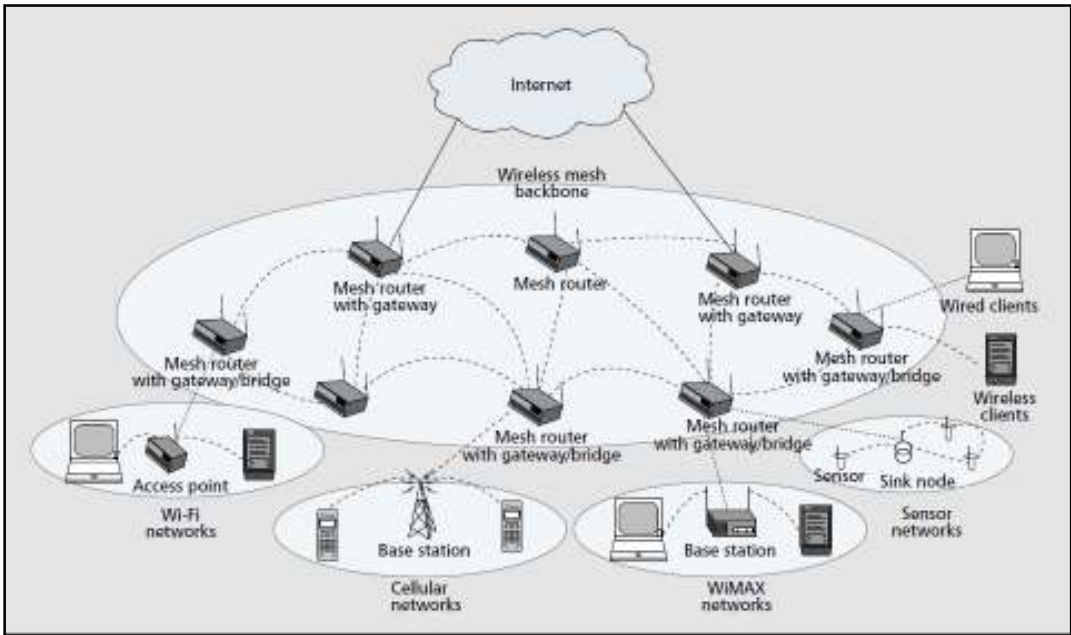 Internet
Wireless mesh
backbone
Mesh router
with gateway
Mesh router
Mesh router
with gateway
Wired clients
Mesh router
with gateway/bridge
Mesh router
with gateway/bridge
Wireless
clients
Mesh router
with gateway/bridge
Mesh router
with gateway/bridge
Access point
Wi-Fi
networks
Sensor
Sink node
Sensor
networks
Base station
Cellular
networks
Base station
WiMAX
networks